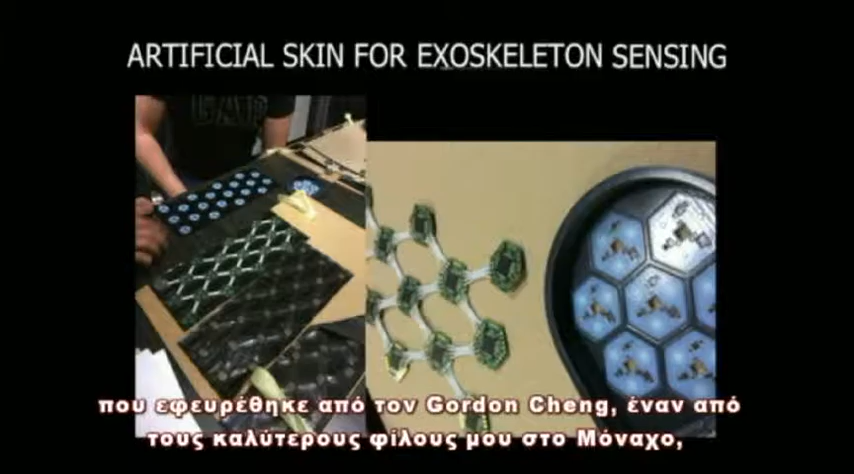 ARTIFICIAL SKIN FOR EXOSKELETON SENSING
GAP
που εφευρέθηκε από τον Gordon Cheng, έναν από
τους καλύτερους φίλους μου στο Μόναχο,